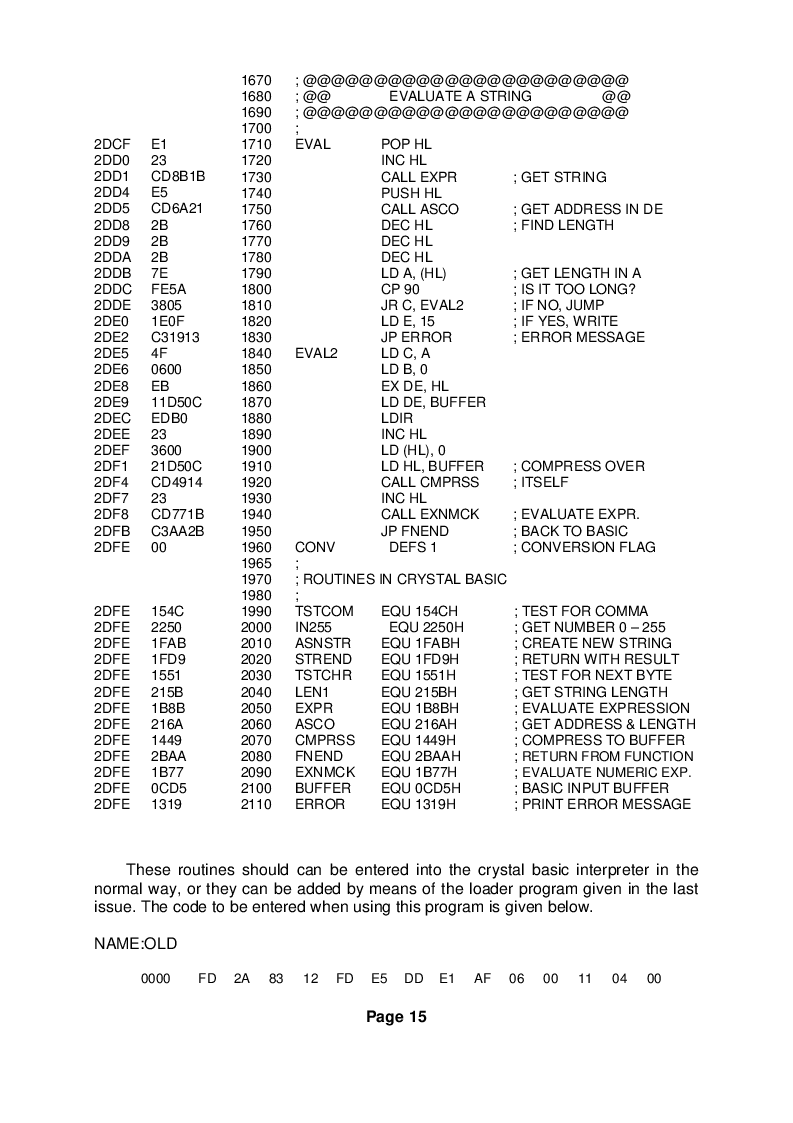 1670 ; @@@@@@@@@@@@@@@@@@@@@@@
1680 ; @@ EVALUATE A STRING @@
1690 ; @@@@@@@@@@@@@@@@@@@@@@@
1700 ;
2DCF E1 1710 EVAL POP HL
2DD0 23 1720 INC HL
2DD1 CD8B1B 1730 CALL EXPR ; GET STRING
2DD4 E5 1740 PUSH HL
2DD5 CD6A21 1750 CALL ASCO ; GET ADDRESS IN DE
2DD8 2B 1760 DEC HL ; FIND LENGTH
2DD9 2B 1770 DEC HL
2DDA 2B 1780 DEC HL
2DDB 7E 1790 LD A, (HL) ; GET LENGTH IN A
2DDC FE5A 1800 CP 90 ; IS IT TOO LONG?
2DDE 3805 1810 JR C, EVAL2 ; IF NO, JUMP
2DE0 1E0F 1820 LD E, 15 ; IF YES, WRITE
2DE2 C31913 1830 JP ERROR ; ERROR MESSAGE
2DE5 4F 1840 EVAL2 LD C, A
2DE6 0600 1850 LD B, 0
2DE8 EB 1860 EX DE, HL
2DE9 11D50C 1870 LD DE, BUFFER
2DEC EDB0 1880 LDIR
2DEE 23 1890 INC HL
2DEF 3600 1900 LD (HL), 0
2DF1 21D50C 1910 LD HL, BUFFER ; COMPRESS OVER
2DF4 CD4914 1920 CALL CMPRSS ; ITSELF
2DF7 23 1930 INC HL
2DF8 CD771B 1940 CALL EXNMCK ; EVALUATE EXPR.
2DFB C3AA2B 1950 JP FNEND ; BACK TO BASIC
2DFE 00 1960 CONV DEFS 1 ; CONVERSION FLAG
1965 ;
1970 ; ROUTINES IN CRYSTAL BASIC
1980 ;
2DFE 154C 1990 TSTCOM EQU 154CH ; TEST FOR COMMA
2DFE 2250 2000 IN255 EQU 2250H ; GET NUMBER 0 – 255
2DFE 1FAB 2010 ASNSTR EQU 1FABH ; CREATE NEW STRING
2DFE 1FD9 2020 STREND EQU 1FD9H ; RETURN WITH RESULT
2DFE 1551 2030 TSTCHR EQU 1551H ; TEST FOR NEXT BYTE
2DFE 215B 2040 LEN1 EQU 215BH ; GET STRING LENGTH
2DFE 1B8B 2050 EXPR EQU 1B8BH ; EVALUATE EXPRESSION
2DFE 216A 2060 ASCO EQU 216AH ; GET ADDRESS & LENGTH
2DFE 1449 2070 CMPRSS EQU 1449H ; COMPRESS TO BUFFER
2DFE 2BAA 2080 FNEND EQU 2BAAH ; RETURN FROM FUNCTION
2DFE 1B77 2090 EXNMCK EQU 1B77H ; EVALUATE NUMERIC EXP.
2DFE 0CD5 2100 BUFFER EQU 0CD5H ; BASIC INPUT BUFFER
2DFE 1319 2110 ERROR EQU 1319H ; PRINT ERROR MESSAGE
These routines should can be entered into the crystal basic interpreter in the
normal way, or they can be added by means of the loader program given in the last
issue. The code to be entered when using this program is given below.
NAME:OLD
0000 FD 2A 83 12 FD E5 DD E1 AF 06 00 11 04 00
Page 15